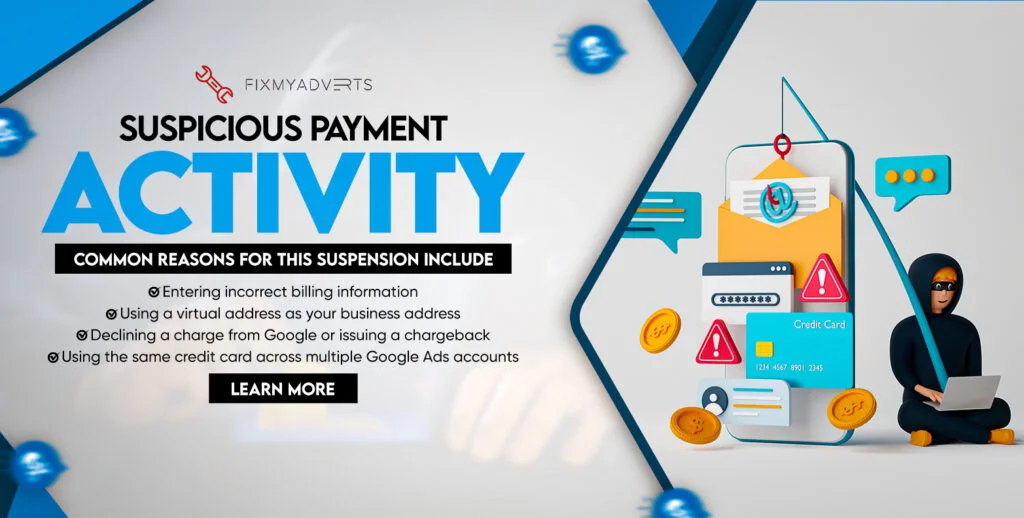 FIXMYADVERTS
SUSPICIOUS PAYMENT
ACTIVITY
COMMON REASONS FOR THIS SUSPENSION INCLUDE
Entering incorrect billing information
Using a virtual address as your business address
Declining a charge from Google or issuing a chargeback
Using the same credit card across multiple Google Ads accounts
LEARN MORE
Credit Card
1234 4567 8901 2345